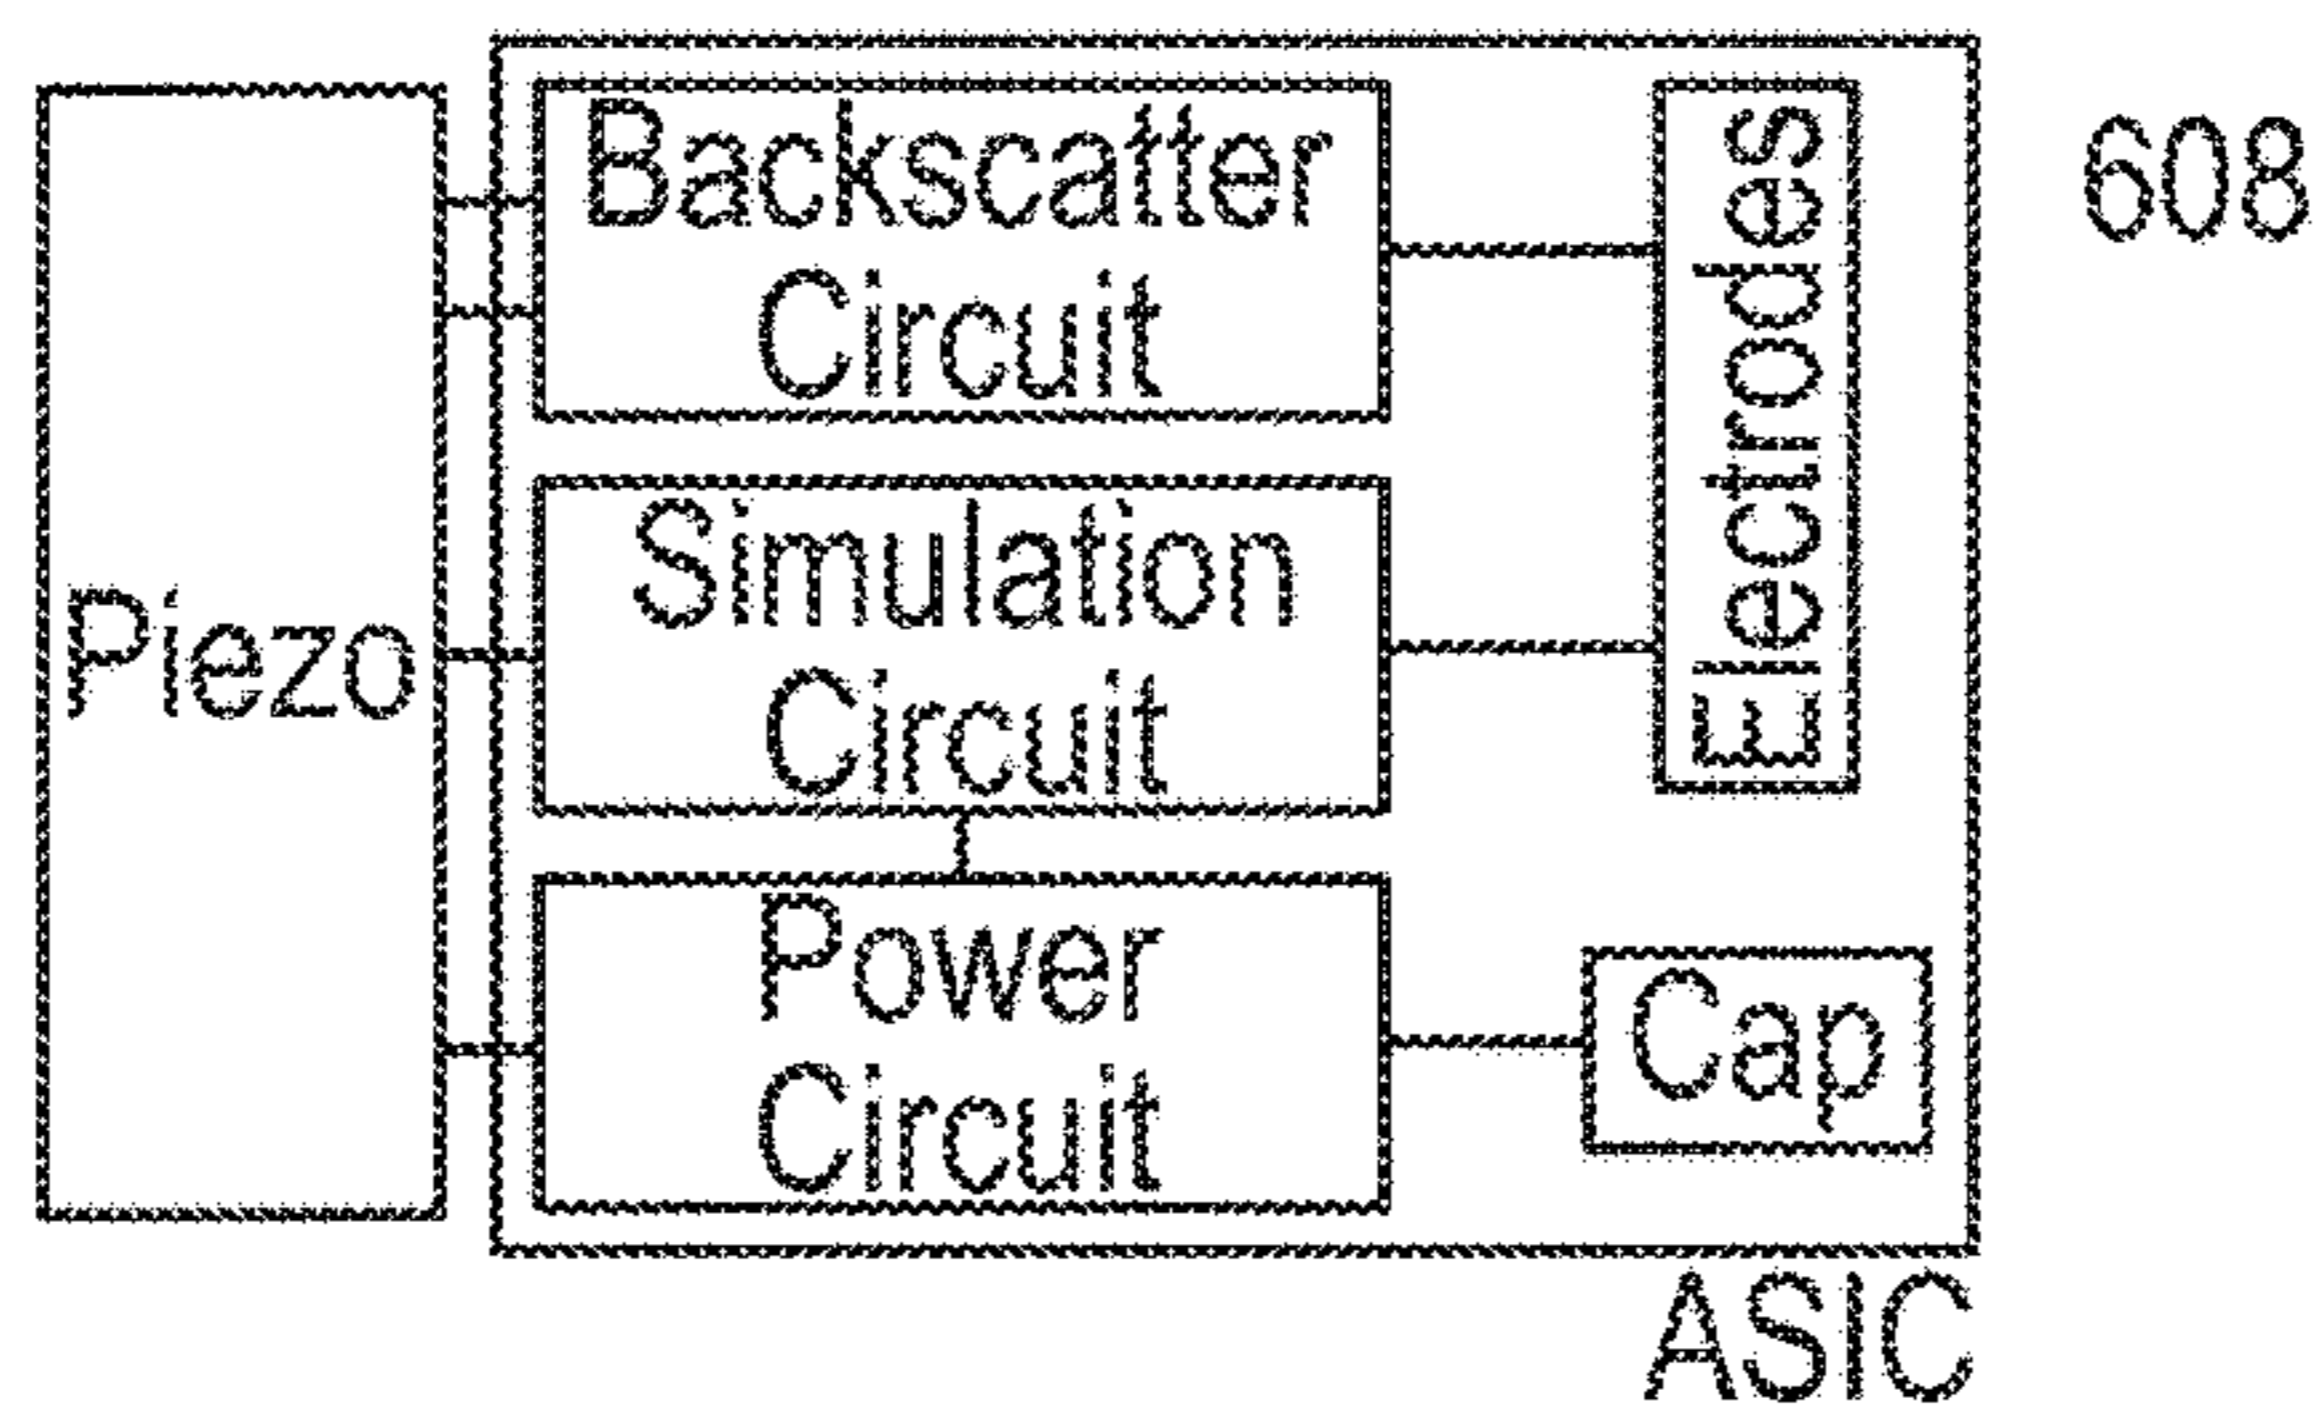 Backscatter
Circuit
Electrodes
608
Simulation
Circuit
Piezo
Power
Circuit
Cap
ASIC